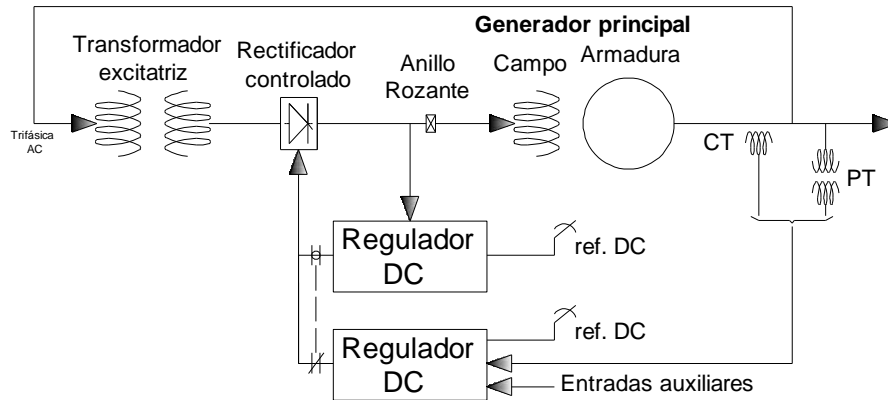 Generador principal
Transformador
excitatriz
Rectificador
controlado
Anillo
Rozante
Campo
Armadura
Trifásica
AC
CT
PT
Regulador
DC
ref. DC
Regulador
DC
ref. DC
Entradas auxiliares